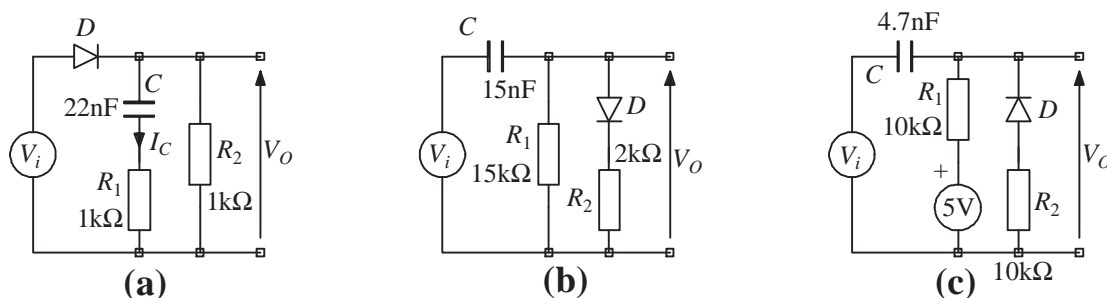 D
C
22nF
I_C
V_i
R_1
1kΩ
R_2
1kΩ
V_O
(a)
C
15nF
V_i
R_1
15kΩ
D
2kΩ
R_2
V_O
(b)
4.7nF
C
V_i
R_1
10kΩ
+
5V
D
R_2
10kΩ
V_O
(c)